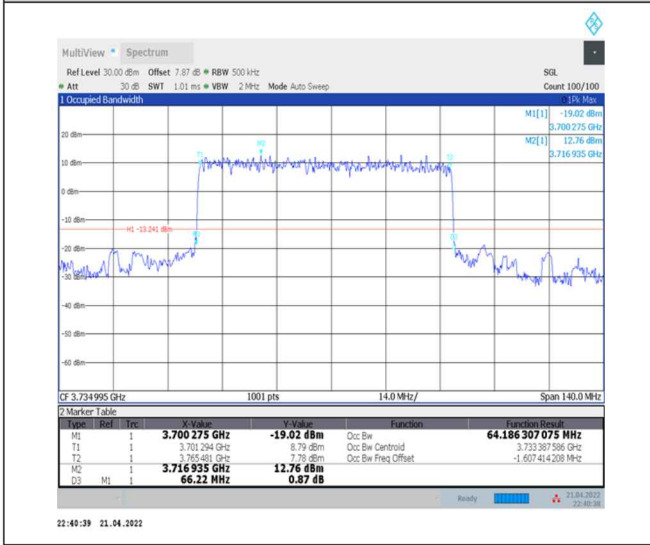 MultiView Spectrum
Ref Level 30.00 dBm Offset 7.87 dB RBW 500 kHz SGL
Att 30 dB SWT 1.01 ms VBW 2 MHz Mode Auto Sweep Count 100/100
1 Occupied Bandwidth 1Pk Max
M1[1] -19.02 dBm
3.700 275 GHz
M2[1] 12.76 dBm
3.716 935 GHz
20 dBm
M2
T1
T2
10 dBm
0 dBm
-10 dBm
H1 -13.241 dBm
M1
D3
-20 dBm
-30 dBm
-40 dBm
-50 dBm
-60 dBm
CF 3.734 995 GHz 1001 pts 14.0 MHz/ Span 140.0 MHz
2 Marker Table
Type Ref Trc X-Value Y-Value Function Function Result
M1 1 3.700 275 GHz -19.02 dBm Occ Bw 64.186 307 075 MHz
T1 1 3.701 294 GHz 8.79 dBm Occ Bw Centroid 3.733 387 586 GHz
T2 1 3.765 481 GHz 7.78 dBm Occ Bw Freq Offset -1.607 414 208 MHz
M2 1 3.716 935 GHz 12.76 dBm
D3 M1 1 66.22 MHz 0.87 dB
Ready 21.04.2022
22:40:38
22:40:39 21.04.2022